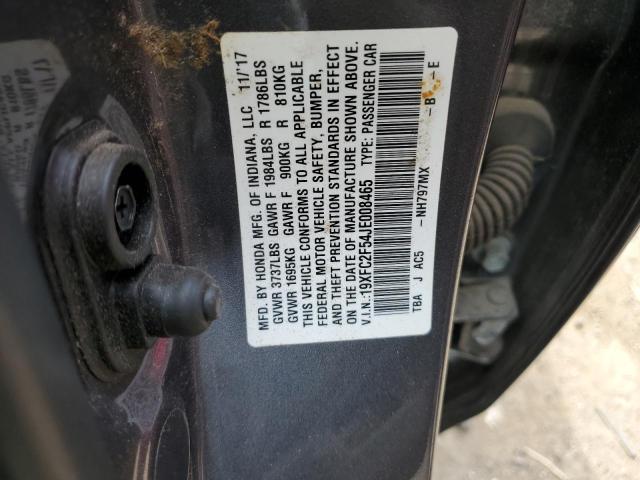 MFD. BY HONDA MFG. OF INDIANA, LLC 11/17
GVWR 3737LBS GAWR F 1984LBS R 1786LBS
GVWR 1695KG GAWR F 900KG R 810KG
THIS VEHICLE CONFORMS TO ALL APPLICABLE
FEDERAL MOTOR VEHICLE SAFETY, BUMPER,
AND THEFT PREVENTION STANDARDS IN EFFECT
ON THE DATE OF MANUFACTURE SHOWN ABOVE.
V.I.N.:19XFC2F54JE008465 TYPE: PASSENGER CAR
TBA J AC5 -NH797MX -B -E